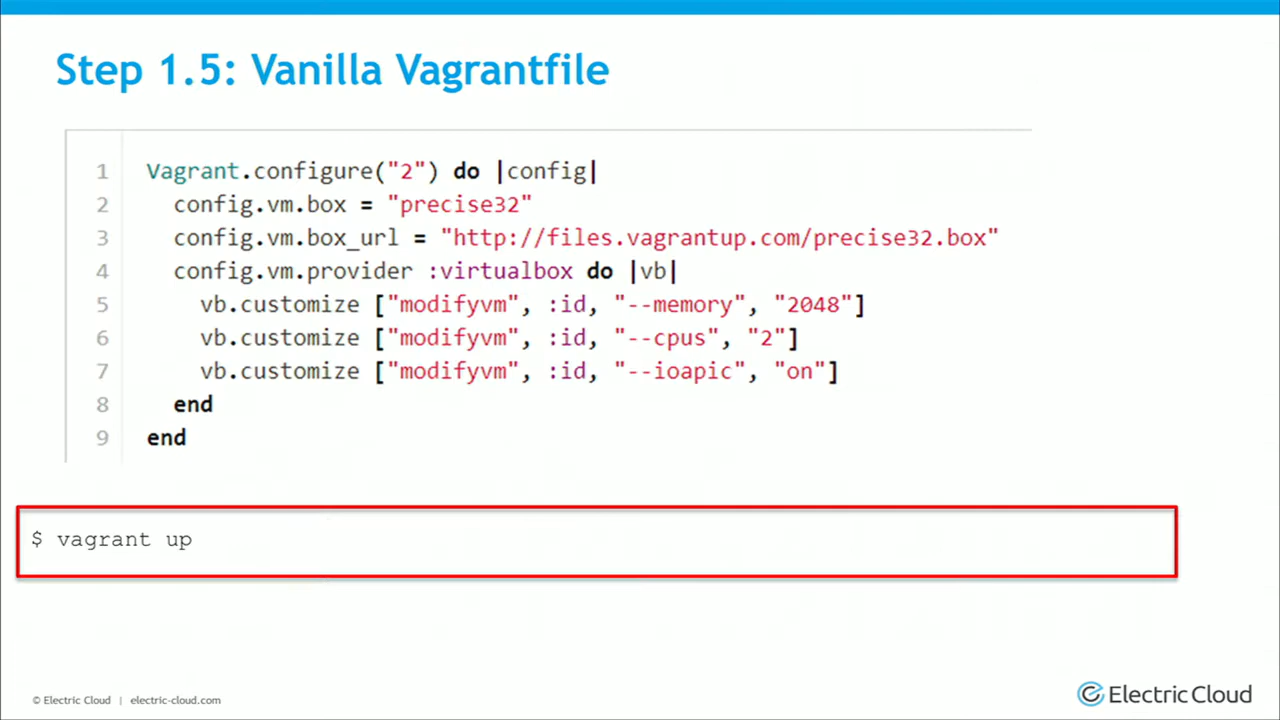 Step 1.5: Vanilla Vagrantfile
1 Vagrant.configure("2") do |config|
2   config.vm.box = "precise32"
3   config.vm.box_url = "http://files.vagrantup.com/precise32.box"
4   config.vm.provider :virtualbox do |vb|
5     vb.customize ["modifyvm", :id, "--memory", "2048"]
6     vb.customize ["modifyvm", :id, "--cpus", "2"]
7     vb.customize ["modifyvm", :id, "--ioapic", "on"]
8   end
9 end
$ vagrant up
© Electric Cloud | electric-cloud.com
Electric Cloud